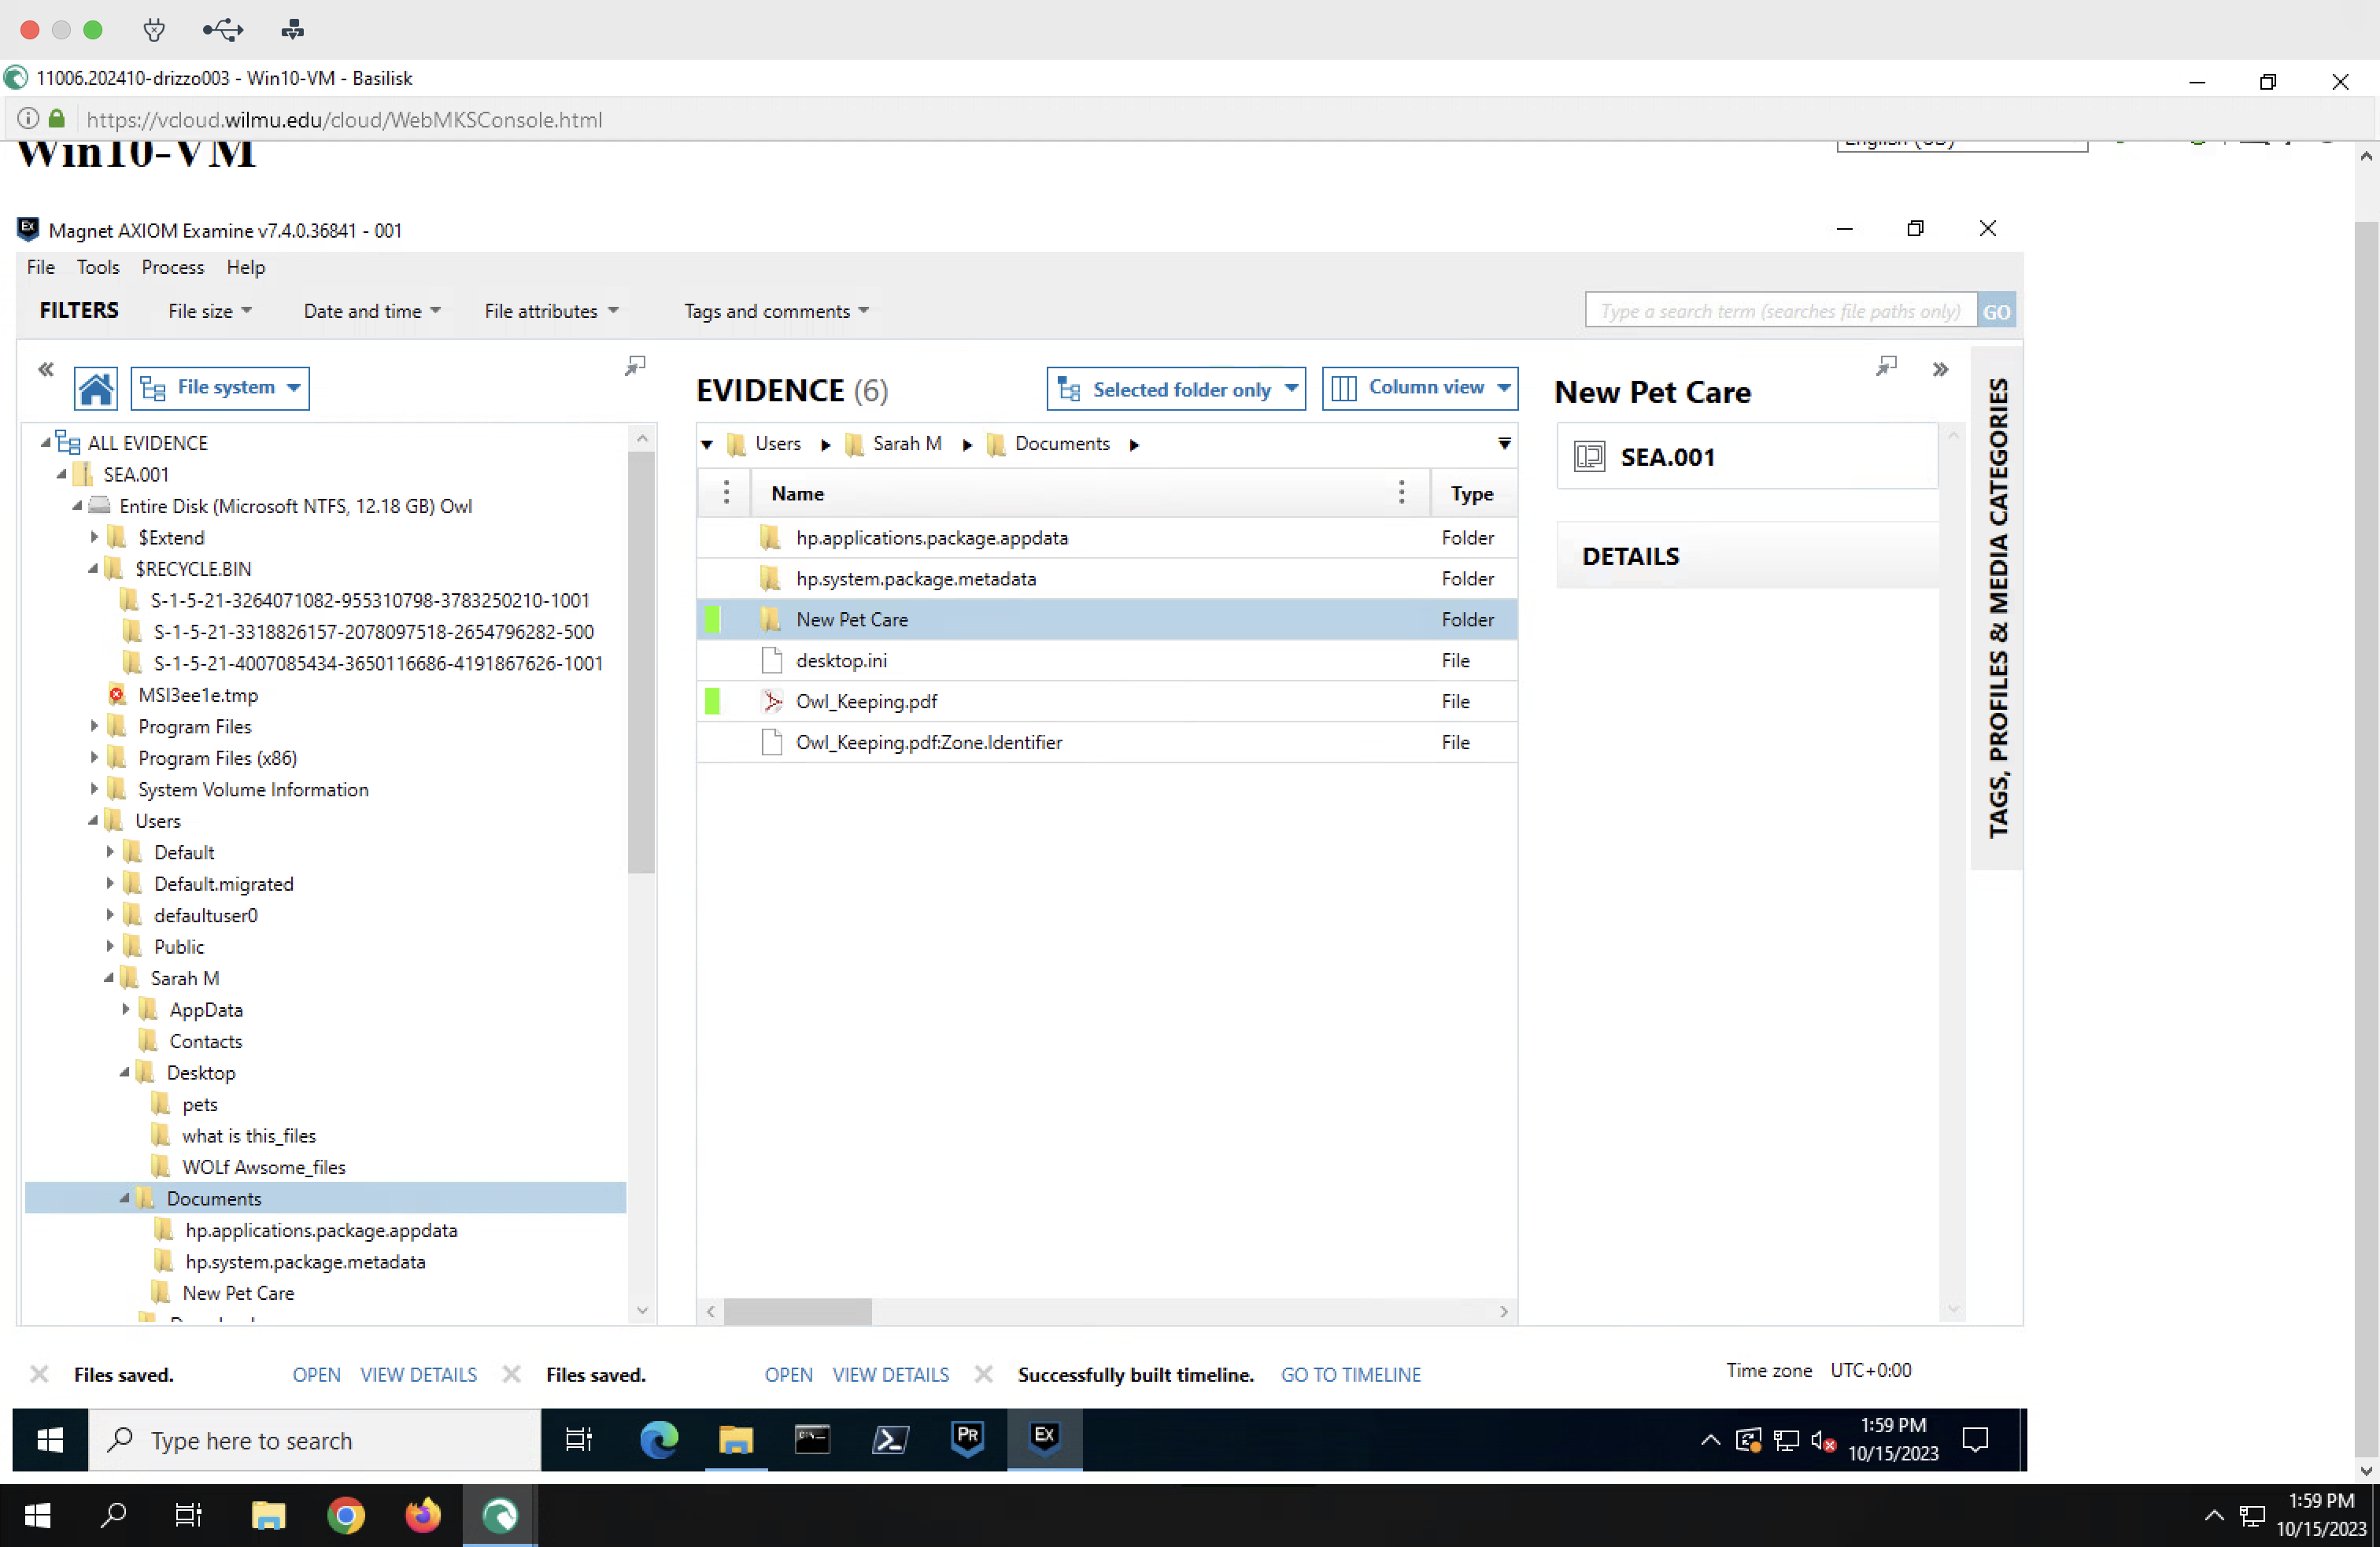 11006.202410-drizzo003 - Win10-VM - Basilisk
https://vcloud.wilmu.edu/cloud/WebMKSConsole.html
Win10-VM
English (US)
Magnet AXIOM Examine v7.4.0.36841 - 001
File Tools Process Help
FILTERS File size Date and time File attributes Tags and comments Type a search term (searches file paths only) GO
File system
ALL EVIDENCE
SEA.001
Entire Disk (Microsoft NTFS, 12.18 GB) Owl
$Extend
$RECYCLE.BIN
S-1-5-21-3264071082-955310798-3783250210-1001
S-1-5-21-3318826157-2078097518-2654796282-500
S-1-5-21-4007085434-3650116686-4191867626-1001
MSI3ee1e.tmp
Program Files
Program Files (x86)
System Volume Information
Users
Default
Default.migrated
defaultuser0
Public
Sarah M
AppData
Contacts
Desktop
pets
what is this_files
WOLf Awsome_files
Documents
hp.applications.package.appdata
hp.system.package.metadata
New Pet Care
EVIDENCE (6) Selected folder only Column view
Users Sarah M Documents
Name Type
hp.applications.package.appdata Folder
hp.system.package.metadata Folder
New Pet Care Folder
desktop.ini File
Owl_Keeping.pdf File
Owl_Keeping.pdf:Zone.Identifier File
New Pet Care
SEA.001
DETAILS
TAGS, PROFILES & MEDIA CATEGORIES
Files saved. OPEN VIEW DETAILS Files saved. OPEN VIEW DETAILS Successfully built timeline. GO TO TIMELINE Time zone UTC+0:00
Type here to search
PR
EX
1:59 PM
10/15/2023
1:59 PM
10/15/2023